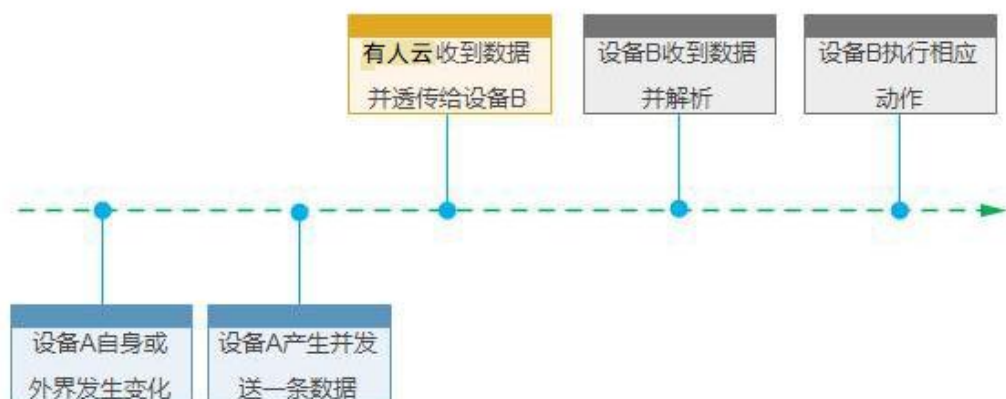 有人云收到数据
并透传给设备B
设备B收到数据
并解析
设备B执行相应
动作
设备A自身或
外界发生变化
设备A产生并发
送一条数据